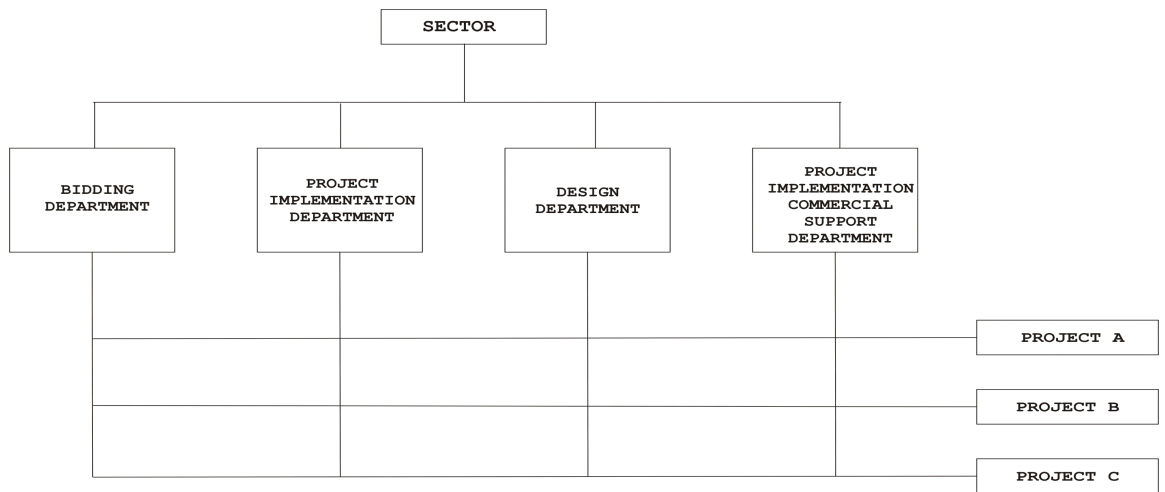 SECTOR
BIDDING
DEPARTMENT
PROJECT
IMPLEMENTATION
DEPARTMENT
DESIGN
DEPARTMENT
PROJECT
IMPLEMENTATION
COMMERCIAL
SUPPORT
DEPARTMENT
PROJECT A
PROJECT B
PROJECT C